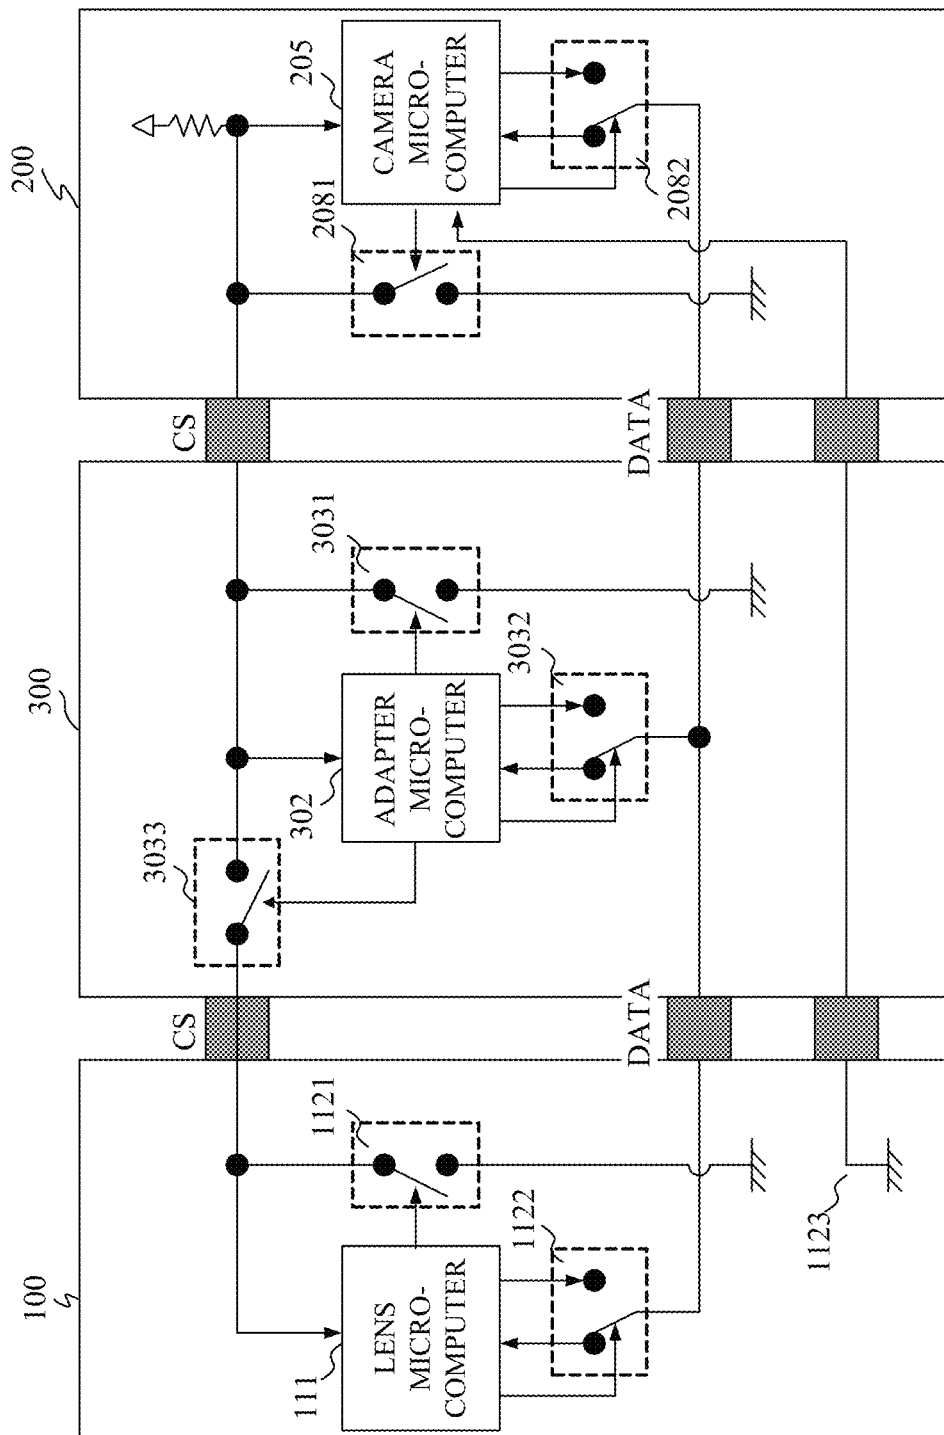 100
300
200
3033
CS
CS
111
1121
302
3031
2081
205
LENS
MICRO-
COMPUTER
ADAPTER
MICRO-
COMPUTER
CAMERA
MICRO-
COMPUTER
1122
3032
DATA
DATA
2082
1123